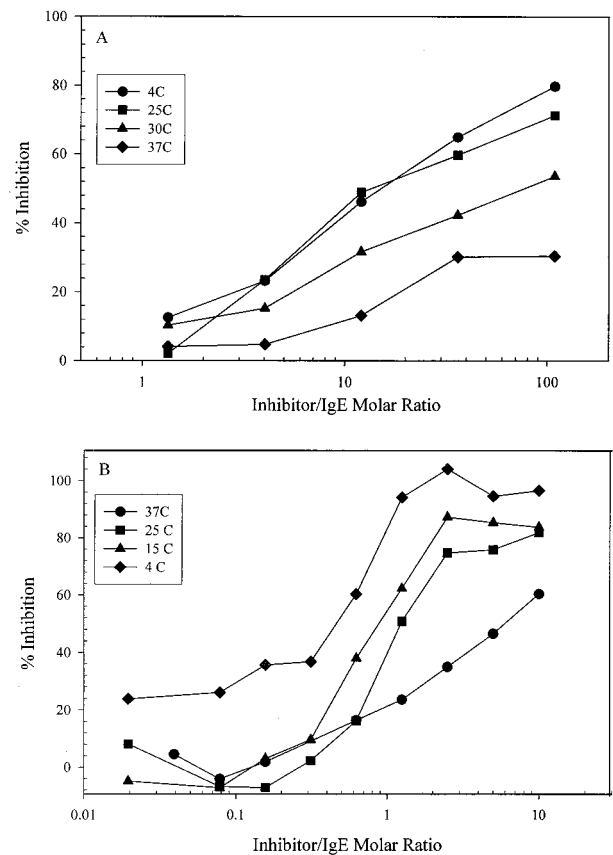 A
4C
25C
30C
37C
100
80
60
40
20
0
% Inhibition
1
10
100
Inhibitor/IgE Molar Ratio
B
37C
25 C
15 C
4 C
100
80
60
40
20
0
% Inhibition
0.01
0.1
1
10
Inhibitor/IgE Molar Ratio